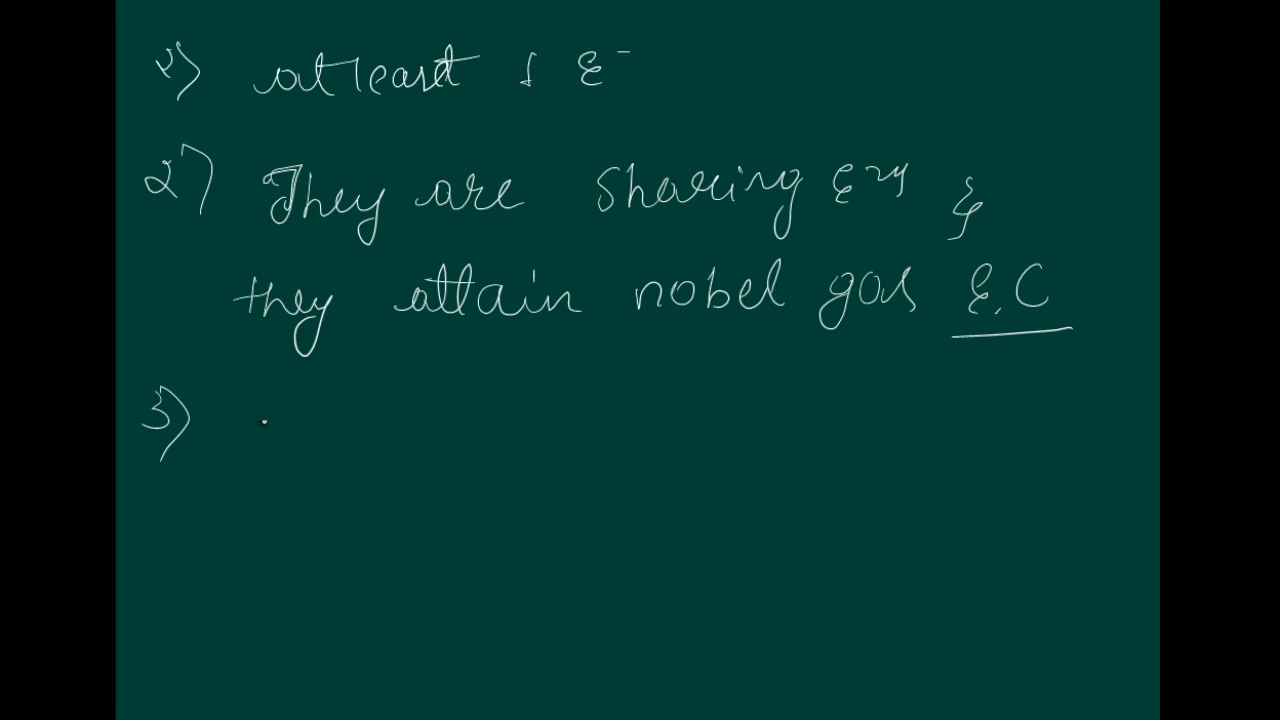 1) atleast 1 e⁻
2) They are sharing e⁻s &
they attain nobel gas E.C
3)